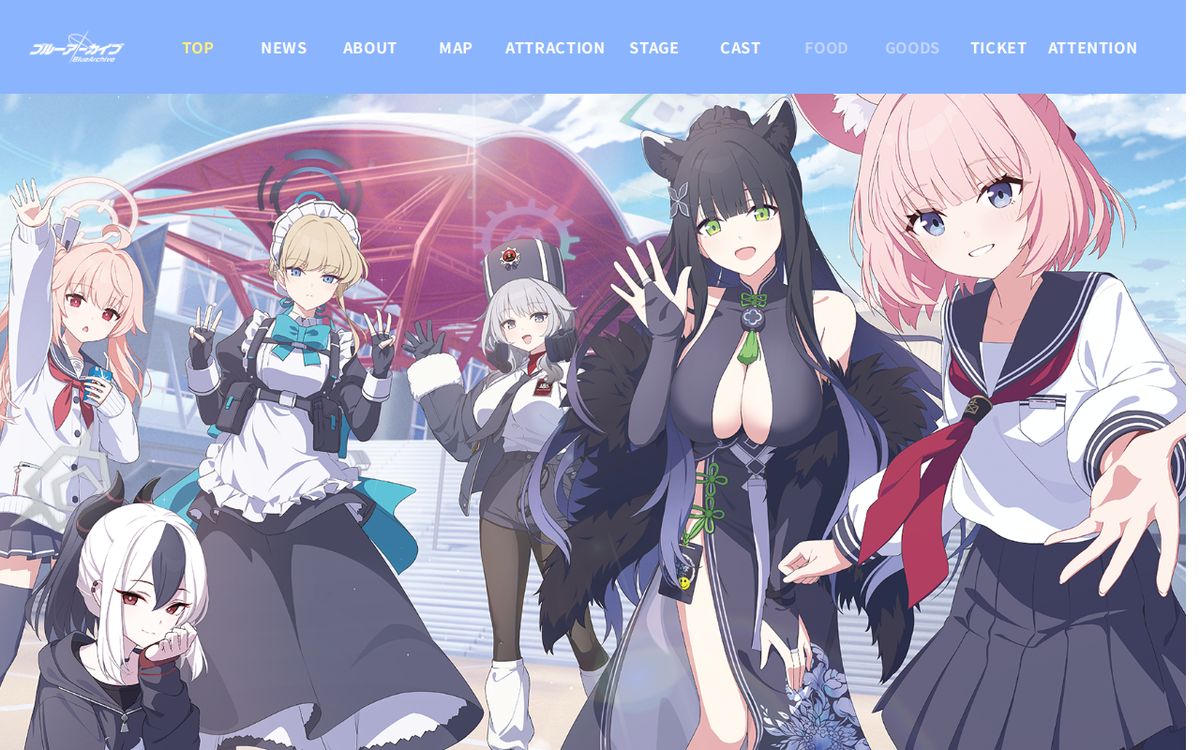 ブルーアーカイブ
BlueArchive
TOP NEWS ABOUT MAP ATTRACTION STAGE CAST FOOD GOODS TICKET ATTENTION